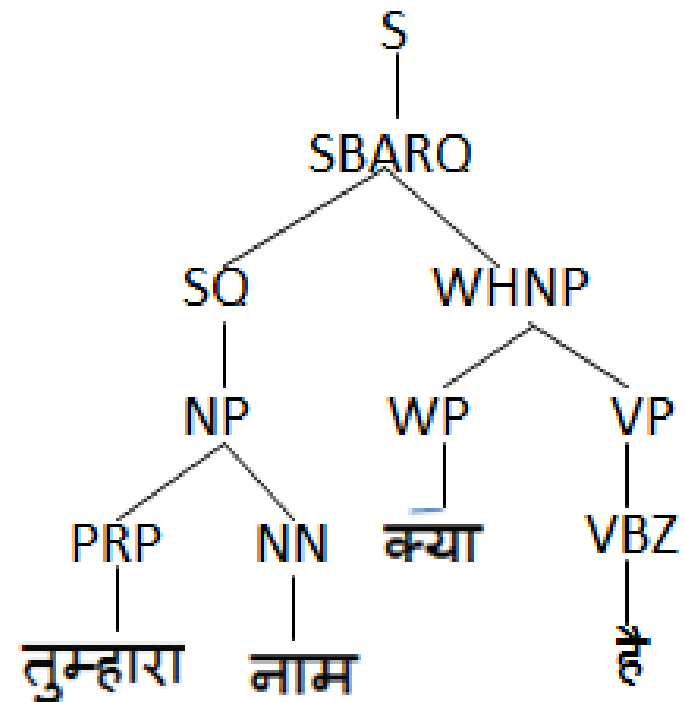 S
SBARQ
SQ WHNP
NP WP VP
PRP NN क्या VBZ
तुम्हारा नाम है